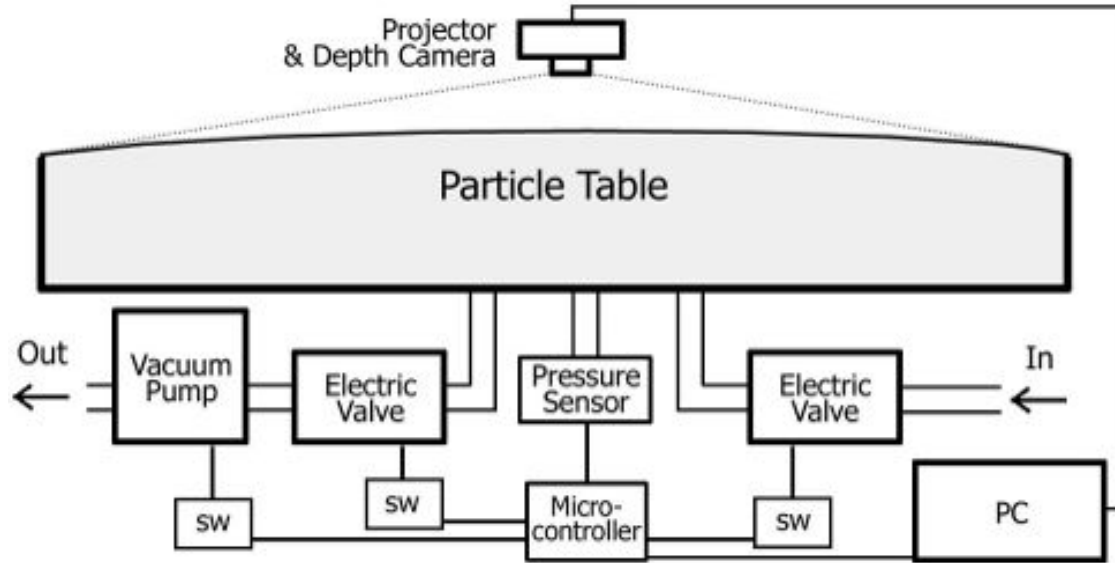 Projector
& Depth Camera
Particle Table
Out
Vacuum
Pump
Electric
Valve
Pressure
Sensor
Electric
Valve
In
sw
sw
Micro-
controller
sw
PC